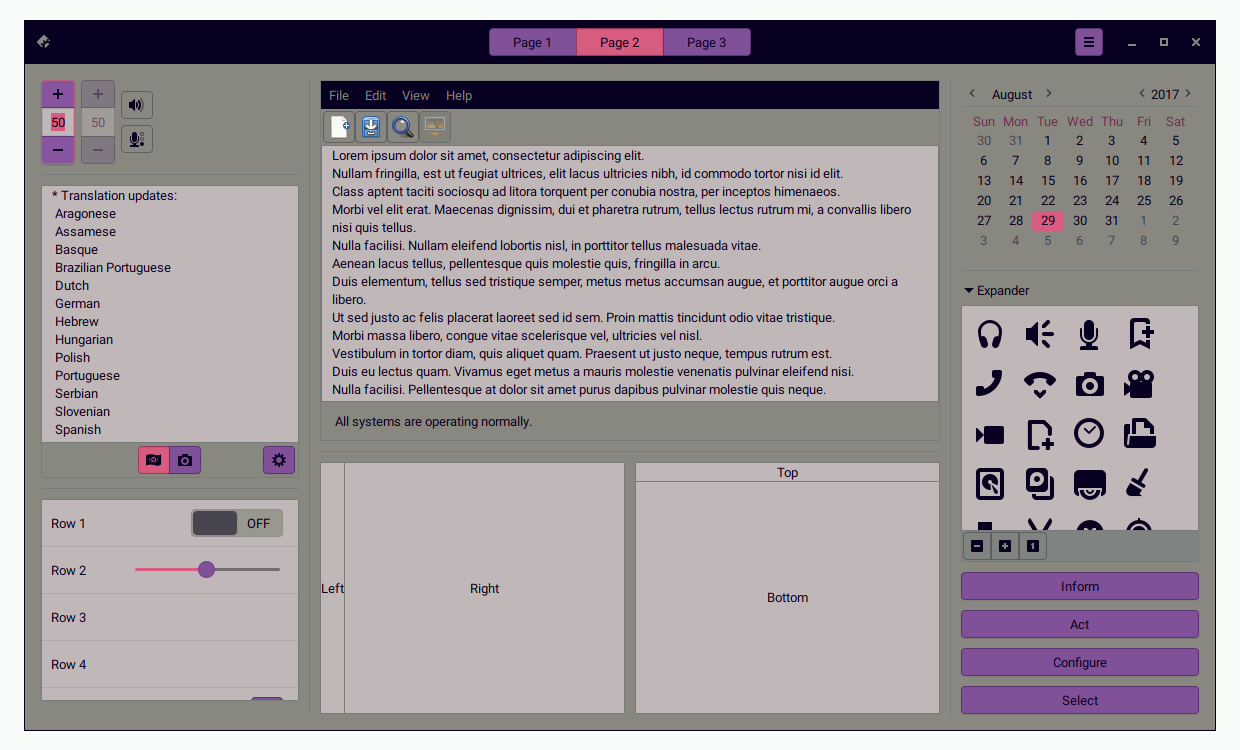 Page 1 Page 2 Page 3
50 50
* Translation updates:
Aragonese
Assamese
Basque
Brazilian Portuguese
Dutch
German
Hebrew
Hungarian
Polish
Portuguese
Serbian
Slovenian
Spanish
Row 1 OFF
Row 2
Row 3
Row 4
File Edit View Help
Lorem ipsum dolor sit amet, consectetur adipiscing elit.
Nullam fringilla, est ut feugiat ultrices, elit lacus ultricies nibh, id commodo tortor nisi id elit.
Class aptent taciti sociosqu ad litora torquent per conubia nostra, per inceptos himenaeos.
Morbi vel elit erat. Maecenas dignissim, dui et pharetra rutrum, tellus lectus rutrum mi, a convallis libero
nisi quis tellus.
Nulla facilisi. Nullam eleifend lobortis nisl, in porttitor tellus malesuada vitae.
Aenean lacus tellus, pellentesque quis molestie quis, fringilla in arcu.
Duis elementum, tellus sed tristique semper, metus metus accumsan augue, et porttitor augue orci a
libero.
Ut sed justo ac felis placerat laoreet sed id sem. Proin mattis tincidunt odio vitae tristique.
Morbi massa libero, congue vitae scelerisque vel, ultricies vel nisl.
Vestibulum in tortor diam, quis aliquet quam. Praesent ut justo neque, tempus rutrum est.
Duis eu lectus quam. Vivamus eget metus a mauris molestie venenatis pulvinar eleifend nisi.
Nulla facilisi. Pellentesque at dolor sit amet purus dapibus pulvinar molestie quis neque.
All systems are operating normally.
Left Right
Top
Bottom
August 2017
Sun Mon Tue Wed Thu Fri Sat
30 31 1 2 3 4 5
6 7 8 9 10 11 12
13 14 15 16 17 18 19
20 21 22 23 24 25 26
27 28 29 30 31 1 2
3 4 5 6 7 8 9
Expander
1
Inform
Act
Configure
Select